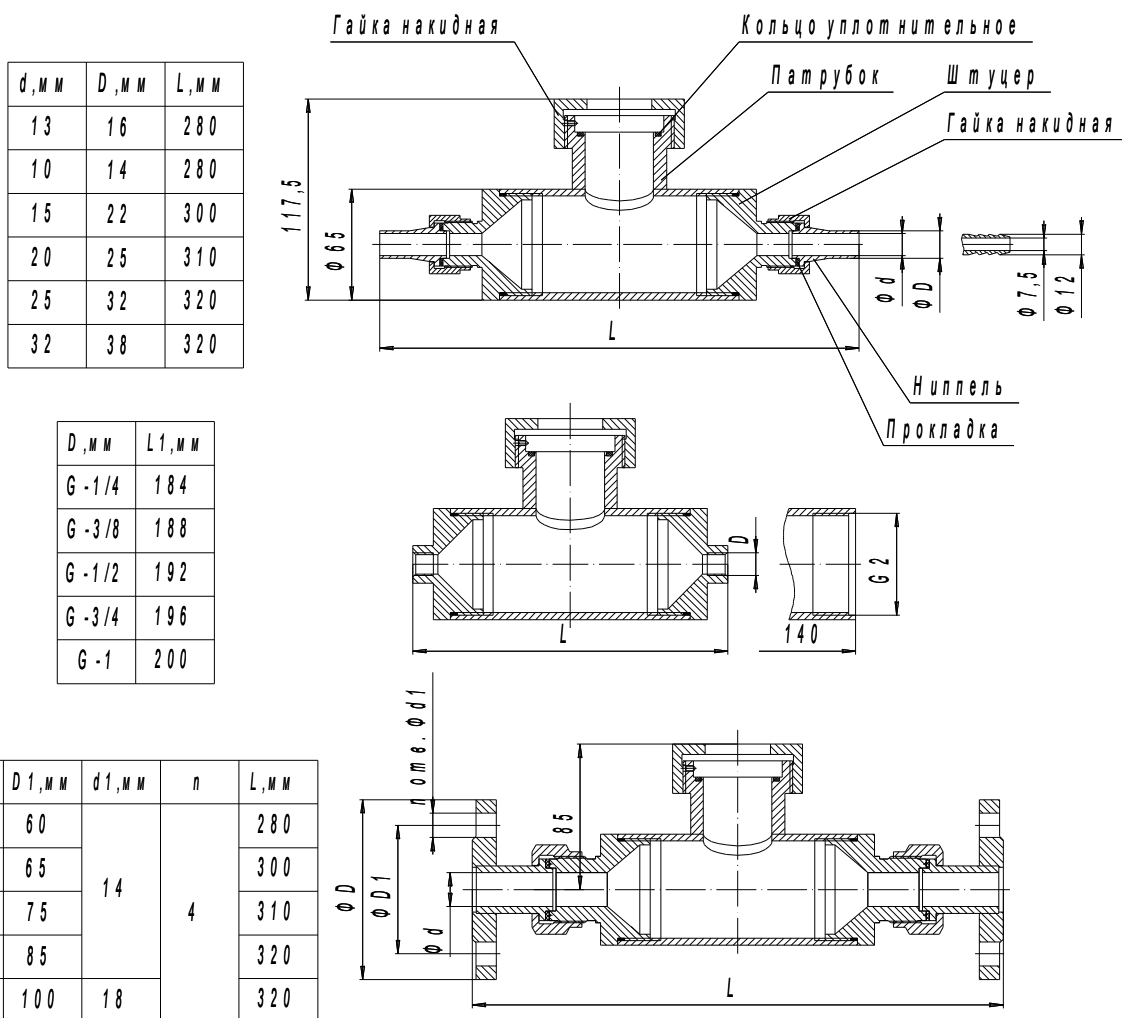 Гайка накидная
Кольцо уплотнительное
Патрубок
Штуцер
Гайка накидная
d,мм D,мм L,мм
13 16 280
10 14 280
15 22 300
20 25 310
25 32 320
32 38 320
117,5
Ф65
Фd
ФD
Ф7,5
Ф12
L
Ниппель
Прокладка
D,мм L1,мм
G-1/4 184
G-3/8 188
G-1/2 192
G-3/4 196
G-1 200
D
G2
L
140
D1,мм d1,мм n L,мм
60 14 4 280
65 300
75 310
85 320
100 18 320
n отв. Фd1
85
ФD
ФD1
Фd
L